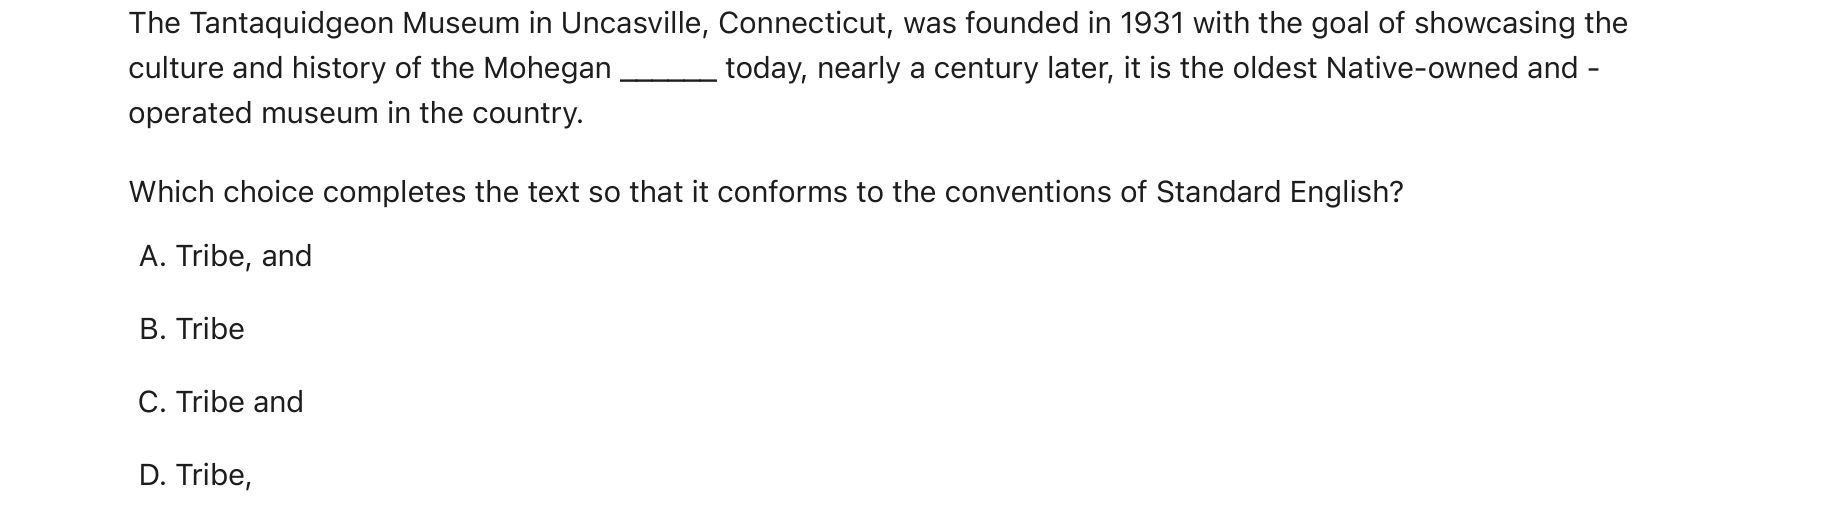 The Tantaquidgeon Museum in Uncasville, Connecticut, was founded in 1931 with the goal of showcasing the
culture and history of the Mohegan ______ today, nearly a century later, it is the oldest Native-owned and -
operated museum in the country.
Which choice completes the text so that it conforms to the conventions of Standard English?
A. Tribe, and
B. Tribe
C. Tribe and
D. Tribe,